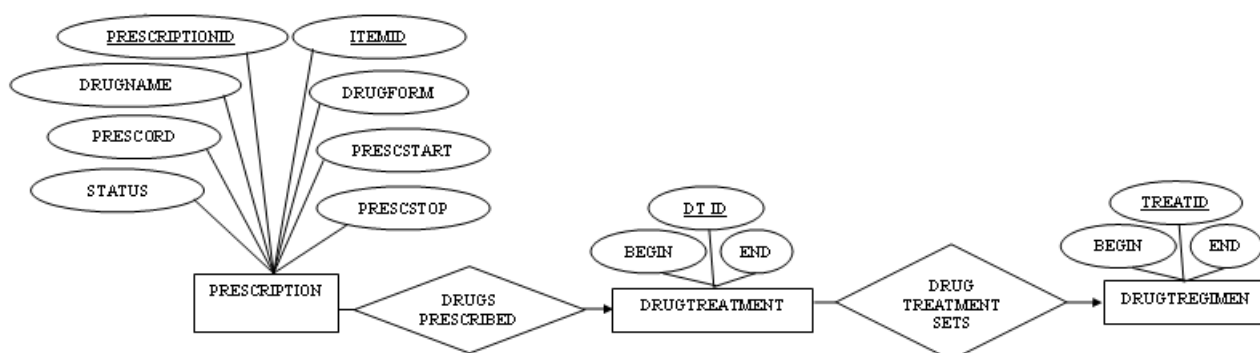 PRESCRIPTIONID
ITEMID
DRUGNAME
DRUGFORM
PRESCORD
PRESCSTART
STATUS
PRESCSTOP
DT ID
TREATID
BEGIN
END
BEGIN
END
PRESCRIPTION
DRUGS
PRESCRIBED
DRUGTREATMENT
DRUG
TREATMENT
SETS
DRUGTREGIMEN